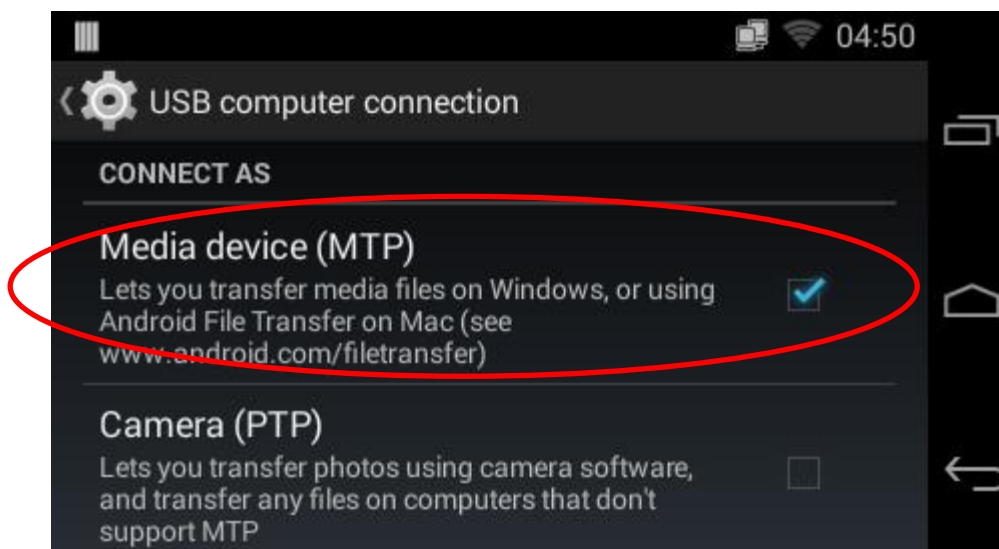 04:50
USB computer connection
CONNECT AS
Media device (MTP)
Lets you transfer media files on Windows, or using
Android File Transfer on Mac (see
www.android.com/filetransfer)
Camera (PTP)
Lets you transfer photos using camera software,
and transfer any files on computers that don't
support MTP